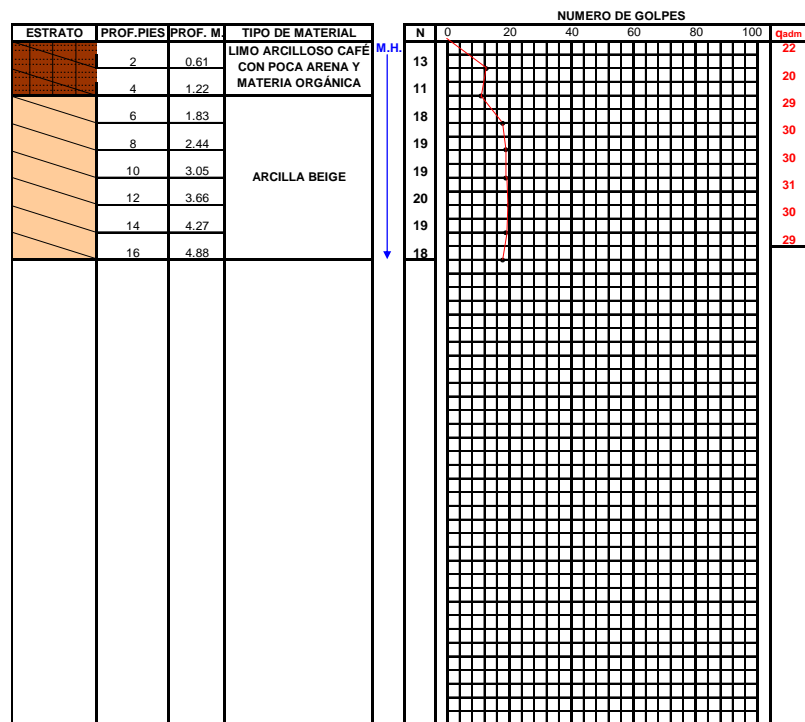 NUMERO DE GOLPES
ESTRATO PROF.PIES PROF. M. TIPO DE MATERIAL N 0 20 40 60 80 100 qadm
LIMO ARCILLOSO CAFÉ M.H. 22
2 0.61 CON POCA ARENA Y 13
20
4 1.22 MATERIA ORGÁNICA 11
29
6 1.83 18
30
8 2.44 19
30
10 3.05 ARCILLA BEIGE 19
31
12 3.66 20
30
14 4.27 19
29
16 4.88 18